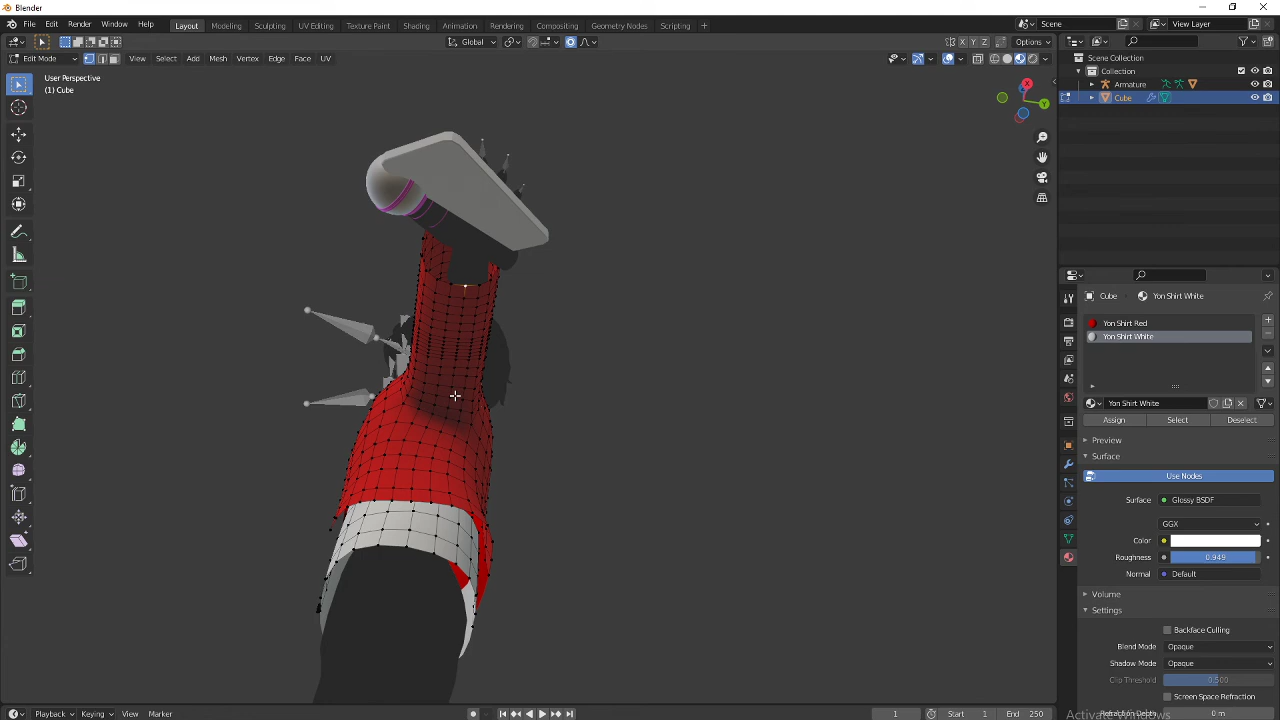 Blender
File Edit Render Window Help
Layout Modeling Sculpting UV Editing Texture Paint Shading Animation Rendering Compositing Geometry Nodes Scripting +
Scene
View Layer
Global
X Y Z
Options
Edit Mode
View Select Add Mesh Vertex Edge Face UV
User Perspective
(1) Cube
X
Y
Scene Collection
Collection
Armature
Cube
Cube
Yon Shirt White
Yon Shirt Red
Yon Shirt White
Yon Shirt White
Assign
Select
Deselect
Preview
Surface
Use Nodes
Surface
Glossy BSDF
GGX
Color
Roughness
0.949
Normal
Default
Volume
Settings
Backface Culling
Blend Mode
Opaque
Shadow Mode
Opaque
Clip Threshold
0.500
Screen Space Refraction
Refraction Depth
0 m
Activate Windows
Playback Keying View Marker
1
Start 1
End 250